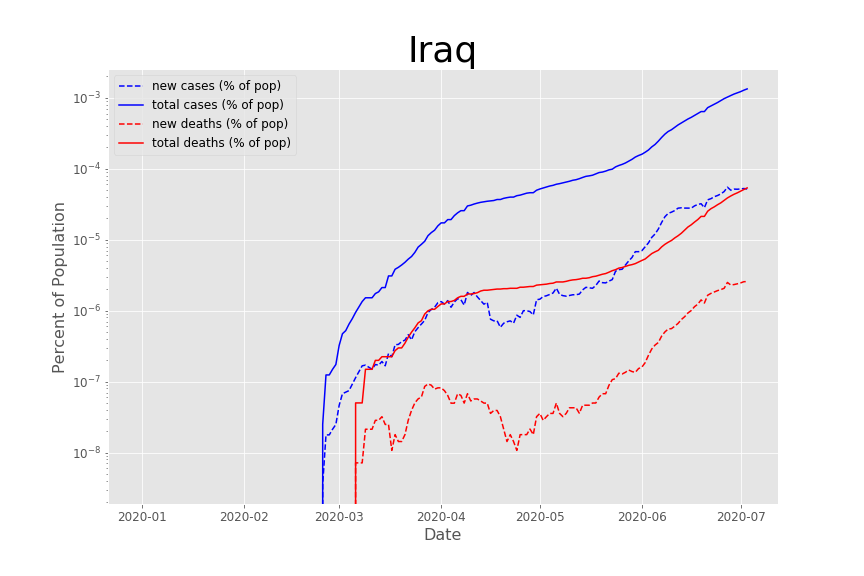 Iraq
new cases (% of pop)
total cases (% of pop)
new deaths (% of pop)
total deaths (% of pop)
10⁻³
10⁻⁴
10⁻⁵
10⁻⁶
10⁻⁷
10⁻⁸
Percent of Population
2020-01 2020-02 2020-03 2020-04 2020-05 2020-06 2020-07
Date